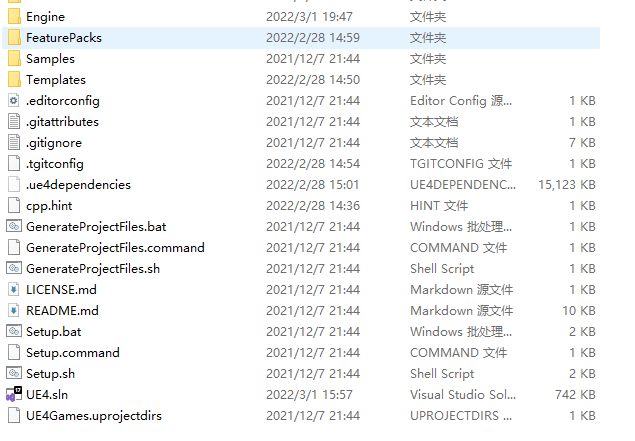 Engine 2022/3/1 19:47 文件夹
FeaturePacks 2022/2/28 14:59 文件夹
Samples 2021/12/7 21:44 文件夹
Templates 2022/2/28 14:50 文件夹
.editorconfig 2021/12/7 21:44 Editor Config 源... 1 KB
.gitattributes 2021/12/7 21:44 文本文档 1 KB
.gitignore 2021/12/7 21:44 文本文档 7 KB
.tgitconfig 2022/2/28 14:54 TGITCONFIG 文件 1 KB
.ue4dependencies 2022/2/28 15:01 UE4DEPENDENC... 15,123 KB
cpp.hint 2022/2/28 14:36 HINT 文件 1 KB
GenerateProjectFiles.bat 2021/12/7 21:44 Windows 批处理... 1 KB
GenerateProjectFiles.command 2021/12/7 21:44 COMMAND 文件 1 KB
GenerateProjectFiles.sh 2021/12/7 21:44 Shell Script 1 KB
LICENSE.md 2021/12/7 21:44 Markdown 源文件 1 KB
README.md 2021/12/7 21:44 Markdown 源文件 10 KB
Setup.bat 2021/12/7 21:44 Windows 批处理... 2 KB
Setup.command 2021/12/7 21:44 COMMAND 文件 1 KB
Setup.sh 2021/12/7 21:44 Shell Script 2 KB
UE4.sln 2022/3/1 15:57 Visual Studio Sol... 742 KB
UE4Games.uprojectdirs 2021/12/7 21:44 UPROJECTDIRS ... 1 KB